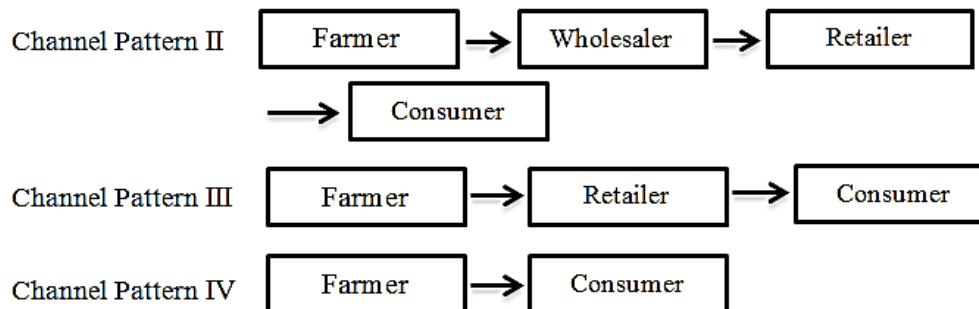 Channel Pattern II Farmer Wholesaler Retailer
Consumer
Channel Pattern III Farmer Retailer Consumer
Channel Pattern IV Farmer Consumer